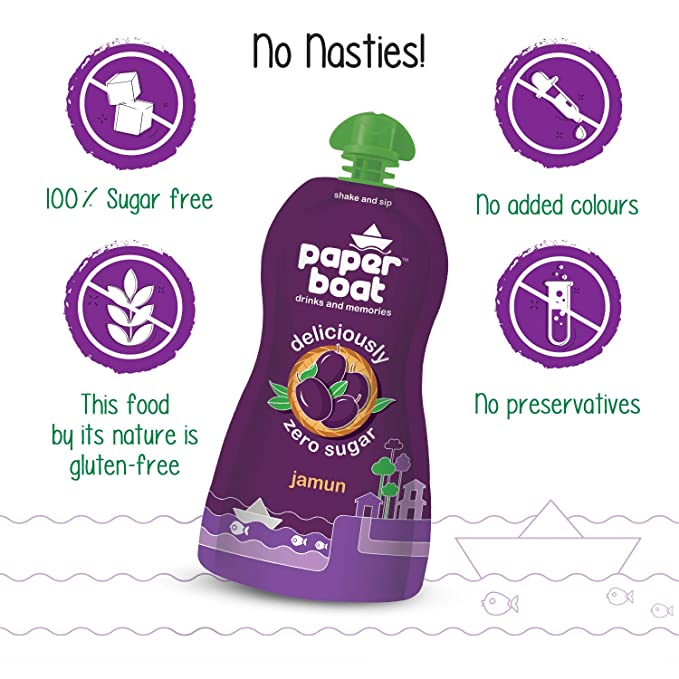 No Nasties!
100% Sugar free
No added colours
This food
by its nature is
gluten-free
No preservatives
shake and sip
paper
boat™
drinks and memories
deliciously
zero sugar
jamun